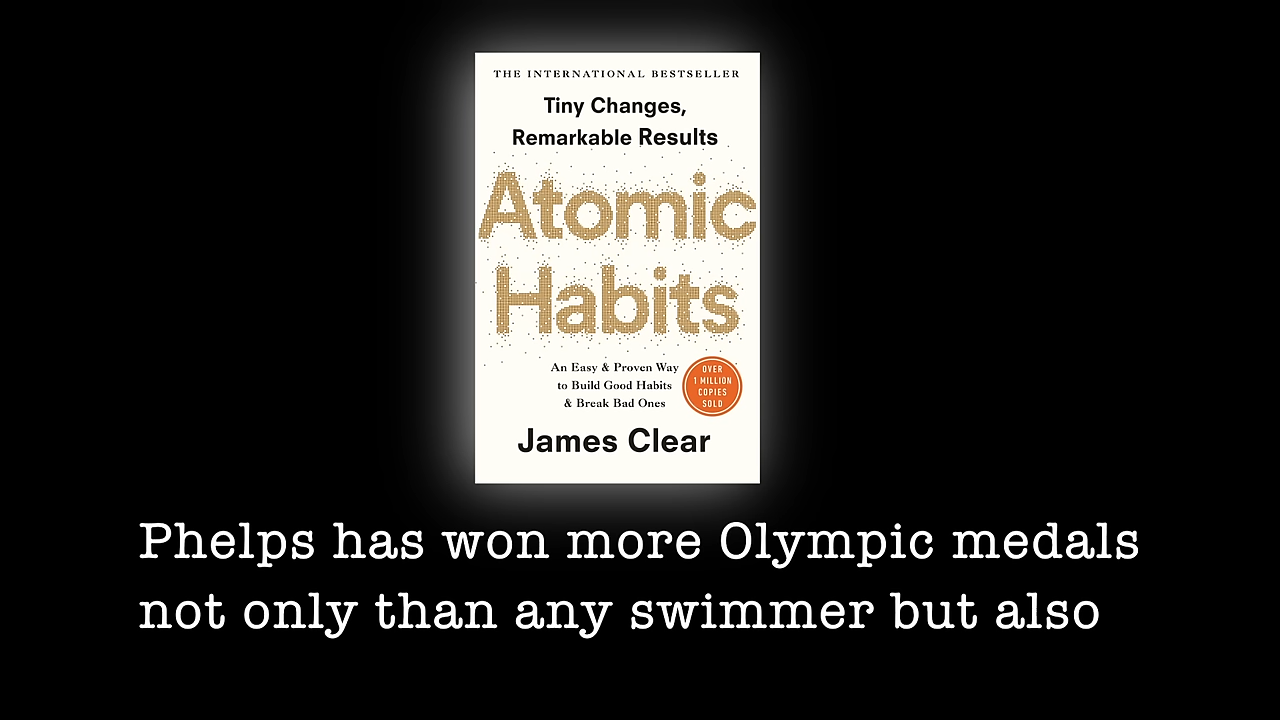 THE INTERNATIONAL BESTSELLER
Tiny Changes,
Remarkable Results
Atomic
Habits
An Easy & Proven Way
to Build Good Habits
& Break Bad Ones
OVER
1 MILLION
COPIES
SOLD
James Clear
Phelps has won more Olympic medals
not only than any swimmer but also